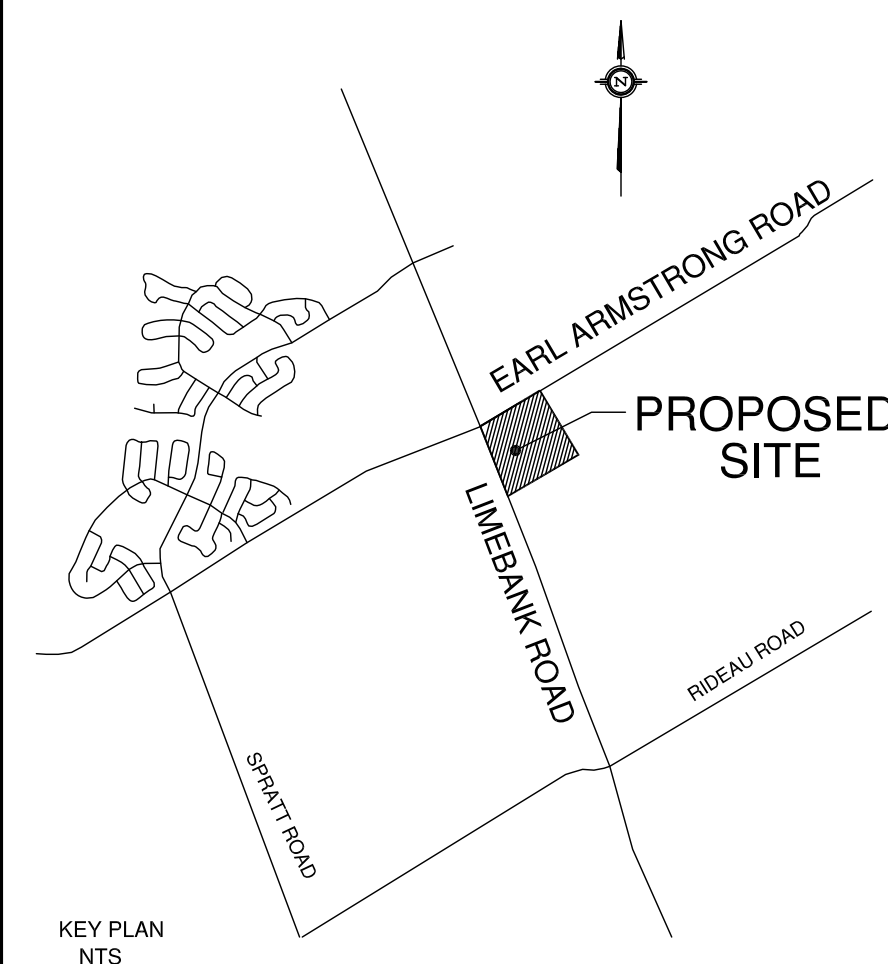 N
EARL ARMSTRONG ROAD
PROPOSED
SITE
LIMEBANK ROAD
RIDEAU ROAD
SPRATT ROAD
KEY PLAN
NTS